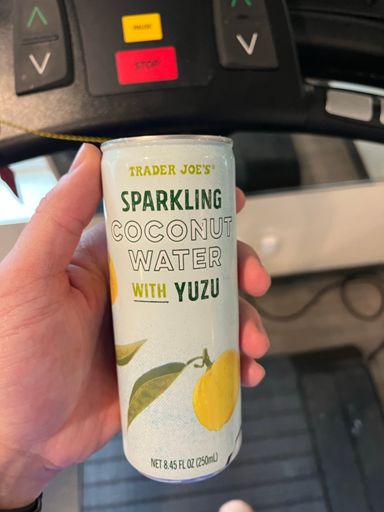 PAUSE
STOP
TRADER JOE'S®
SPARKLING
COCONUT
WATER
WITH YUZU
NET 8.45 FL OZ (250mL)